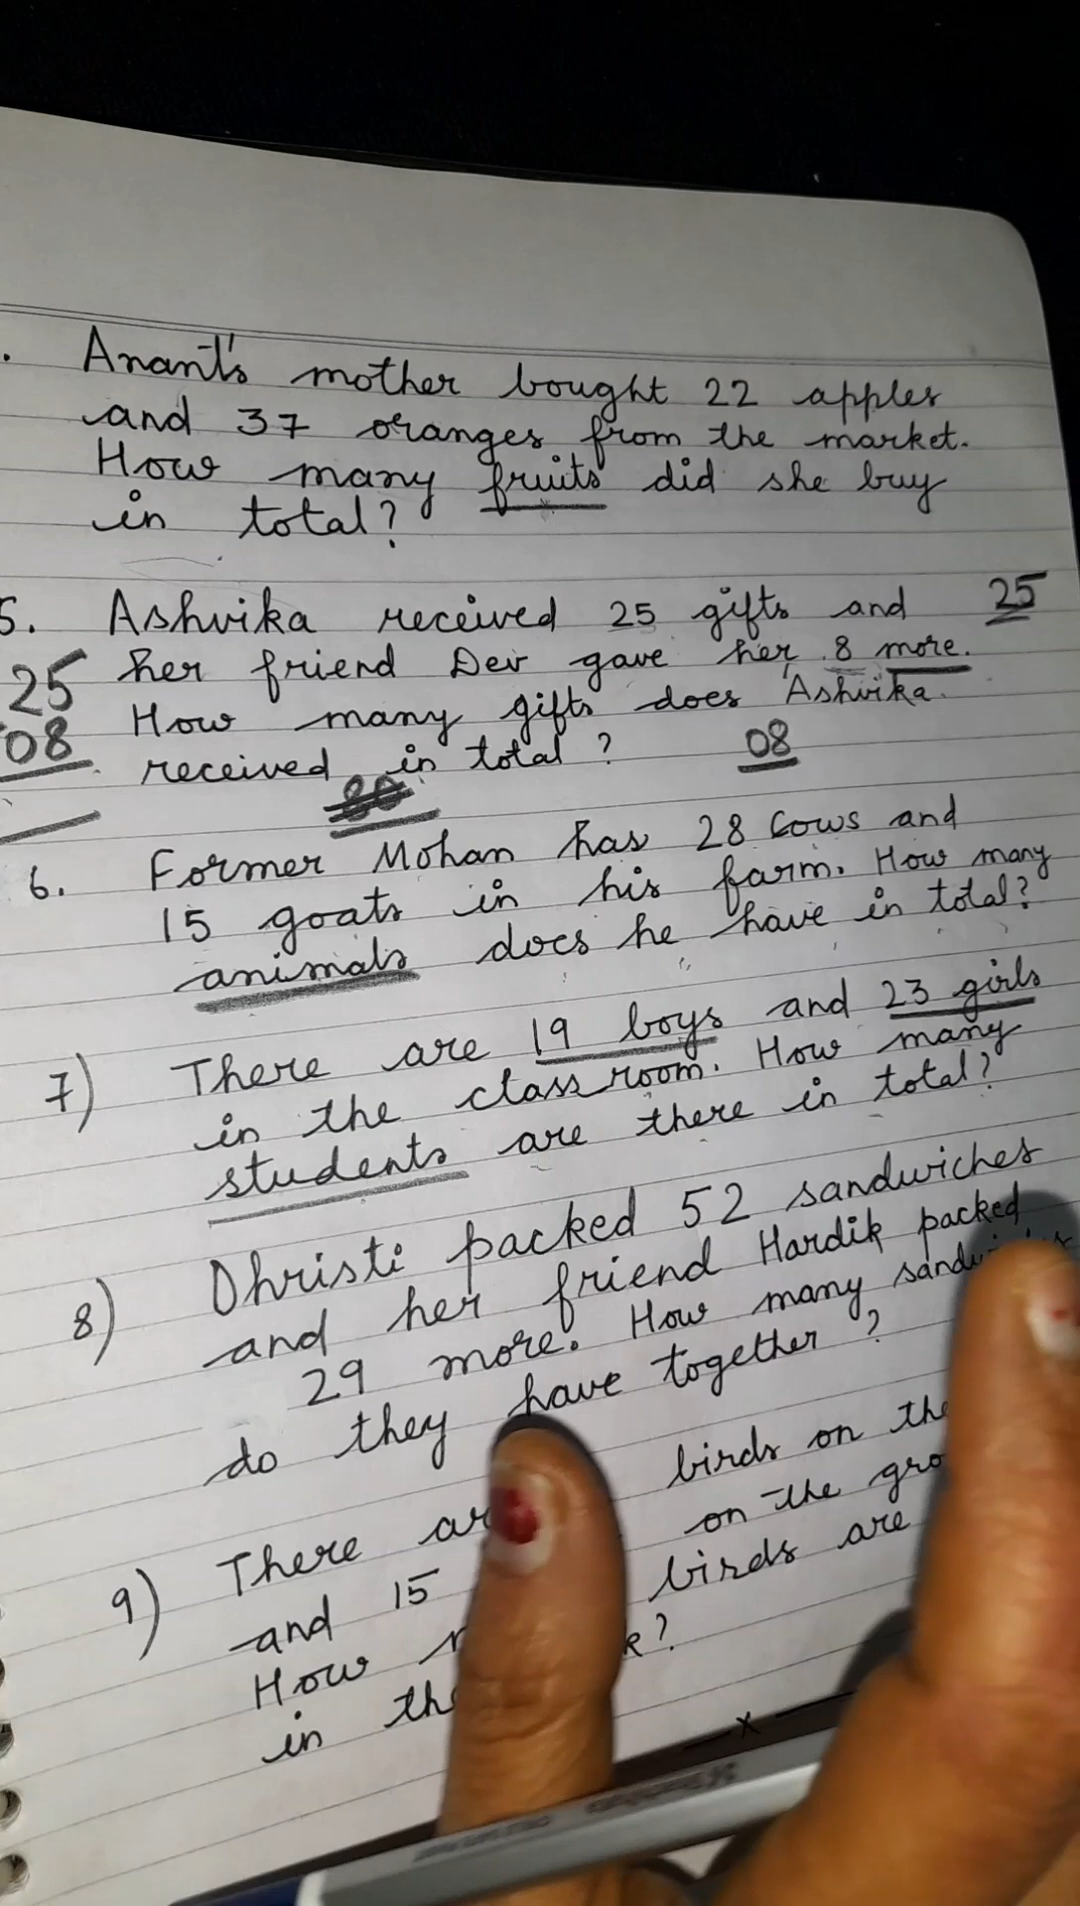 . Anant's mother bought 22 apples
and 37 oranges from the market.
How many fruits did she buy
in total?
5. Ashvika received 25 gifts and 25
25 her friend Dev gave her 8 more.
08 How many gifts does Ashvika
received in total ? 08
6. Former Mohan has 28 Cows and
15 goats in his farm. How many
animals does he have in total?
7) There are 19 boys and 23 girls
in the classroom. How many
students are there in total?
8) Dhristi packed 52 sandwiches
and her friend Hardik packed
29 more. How many
do they have together ?
9) There birds on the
and 15 on the
How birds are
in
x